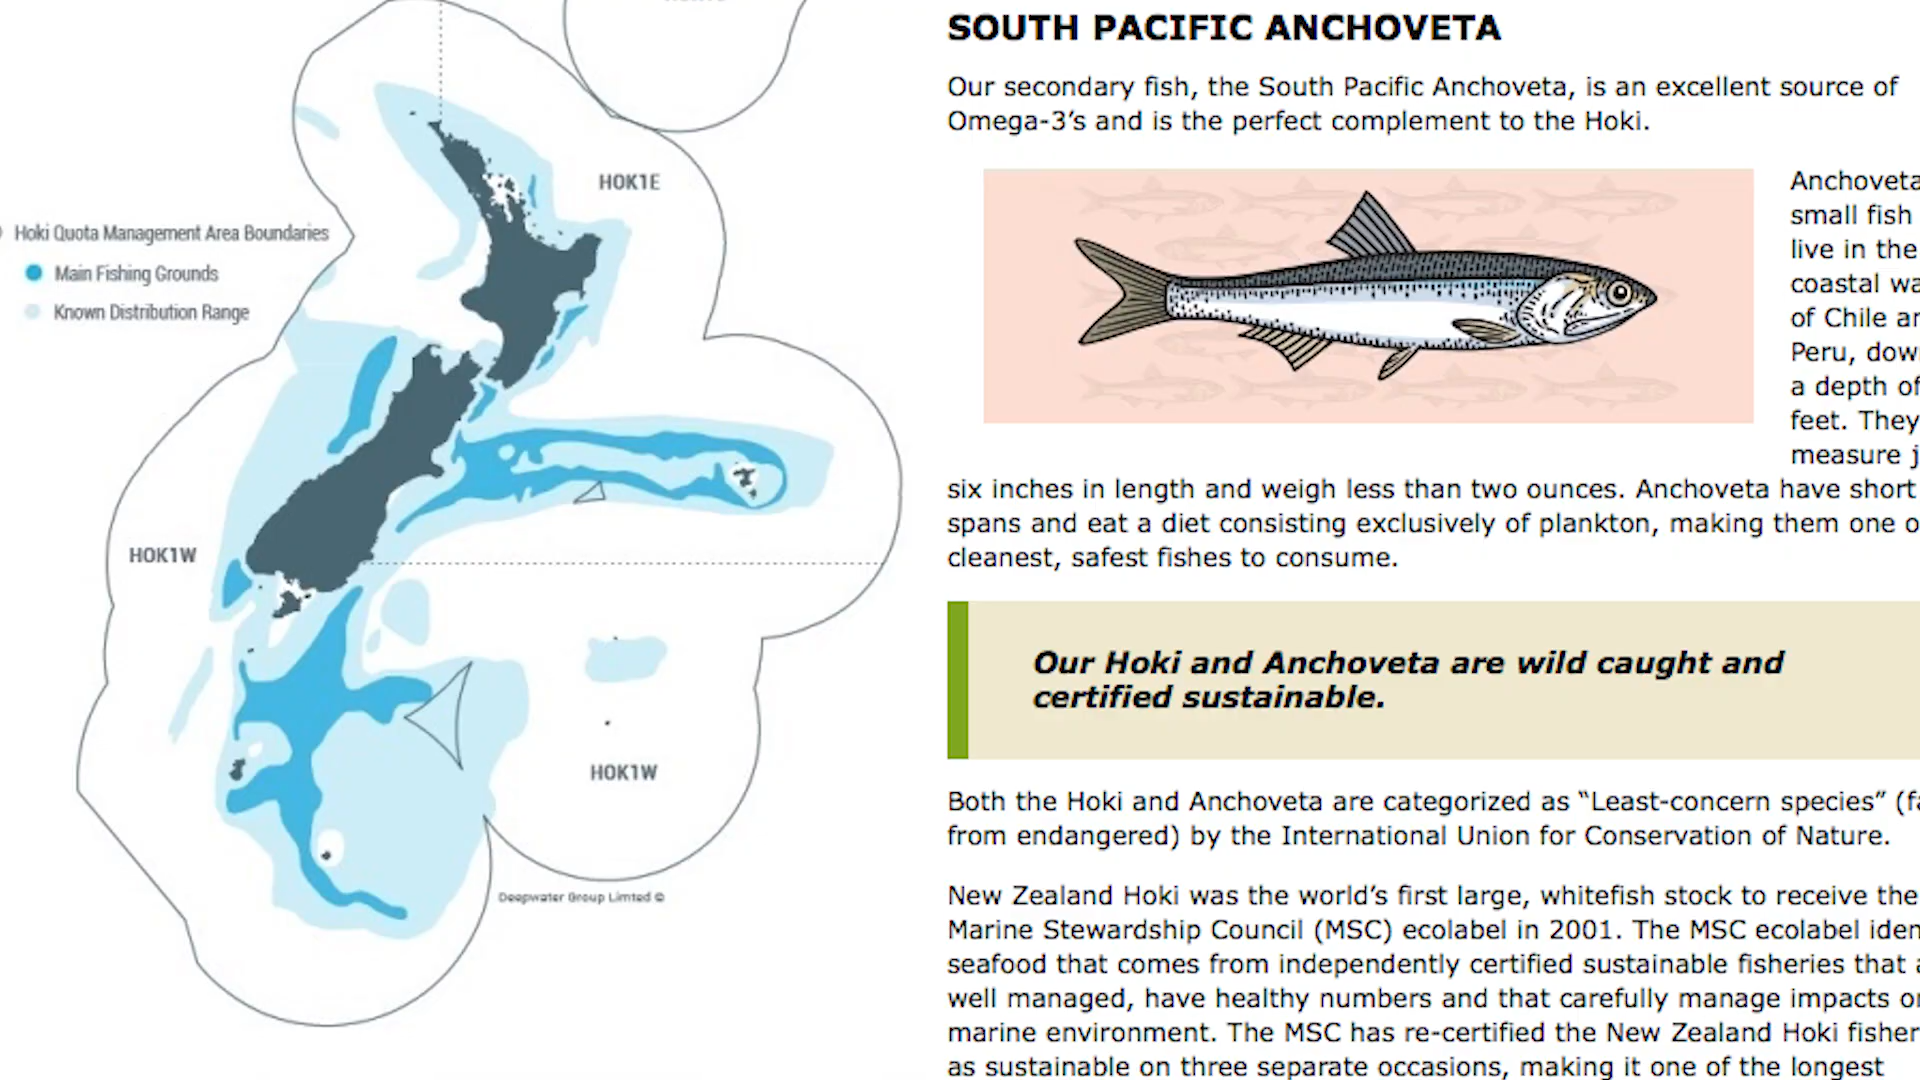 HOK1E
Hoki Quota Management Area Boundaries
Main Fishing Grounds
Known Distribution Range
HOK1W
HOK1W
Deepwater Group Limted ©
SOUTH PACIFIC ANCHOVETA
Our secondary fish, the South Pacific Anchoveta, is an excellent source of
Omega-3’s and is the perfect complement to the Hoki.
Anchoveta
small fish
live in the
coastal
of Chile
Peru,
a depth of
feet. They
measure
six inches in length and weigh less than two ounces. Anchoveta have short
spans and eat a diet consisting exclusively of plankton, making them one
cleanest, safest fishes to consume.
Our Hoki and Anchoveta are wild caught and
certified sustainable.
Both the Hoki and Anchoveta are categorized as “Least-concern species”
from endangered) by the International Union for Conservation of Nature.
New Zealand Hoki was the world’s first large, whitefish stock to receive the
Marine Stewardship Council (MSC) ecolabel in 2001. The MSC ecolabel
seafood that comes from independently certified sustainable fisheries that
well managed, have healthy numbers and that carefully manage impacts
marine environment. The MSC has re-certified the New Zealand Hoki
as sustainable on three separate occasions, making it one of the longest